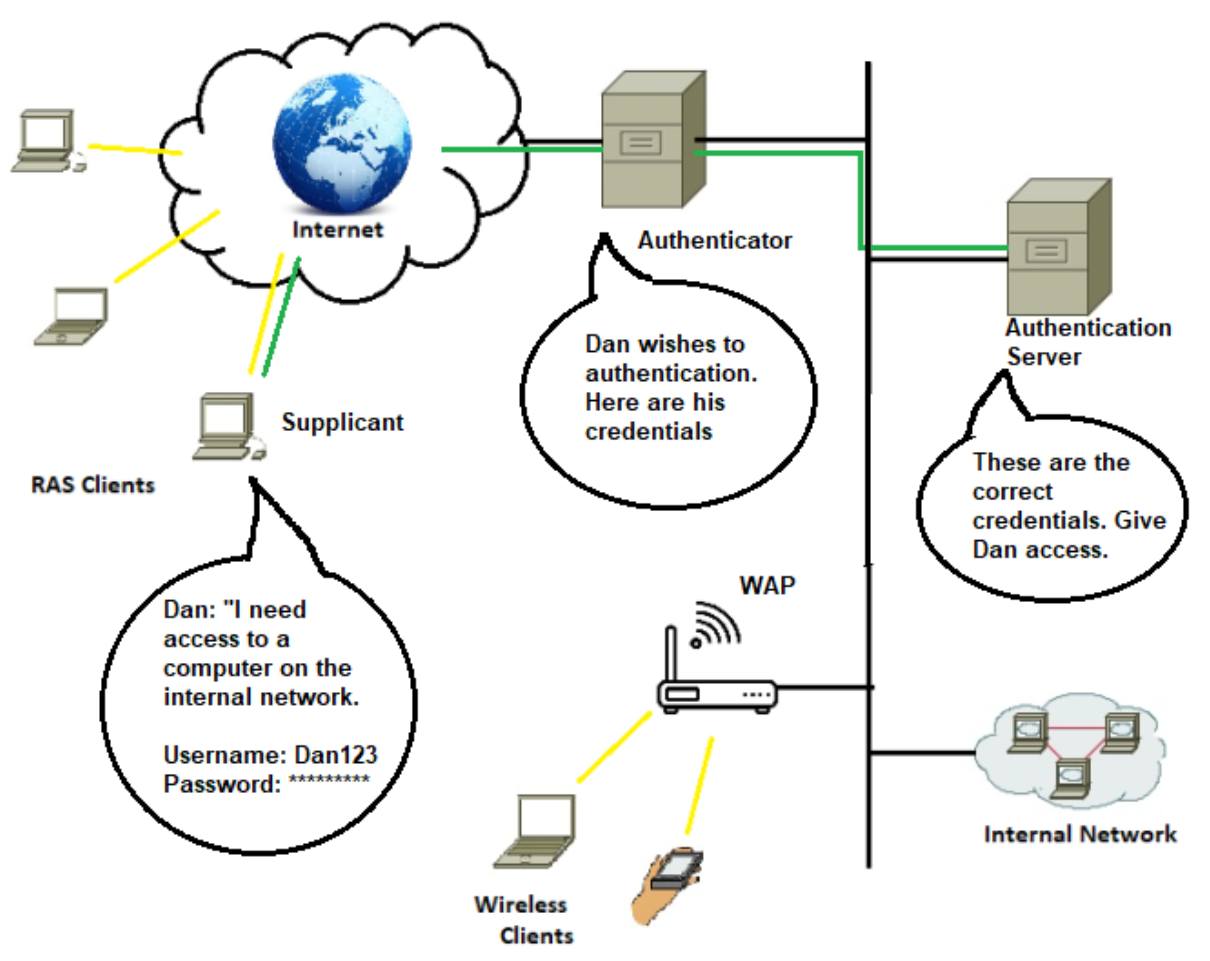 Internet
Authenticator
Dan wishes to
authentication.
Here are his
credentials
Authentication
Server
These are the
correct
credentials. Give
Dan access.
Supplicant
RAS Clients
Dan: "I need
access to a
computer on the
internal network.
Username: Dan123
Password: *********
WAP
Wireless
Clients
Internal Network